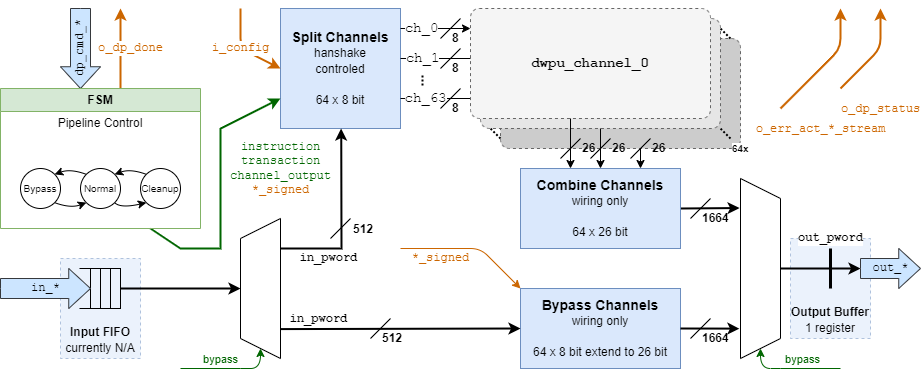 dp_cmd_*
o_dp_done
i_config
FSM
Pipeline Control
Bypass
Normal
Cleanup
Split Channels
hanshake
controled
64 x 8 bit
ch_0
8
ch_1
8
ch_63
8
dwpu_channel_0
64x
o_dp_status
o_err_act_*_stream
instruction
transaction
channel_output
*_signed
26
26
26
Combine Channels
wiring only
64 x 26 bit
1664
512
in_pword
in_*
Input FIFO
currently N/A
*_signed
in_pword
512
Bypass Channels
wiring only
64 x 8 bit extend to 26 bit
1664
out_pword
out_*
Output Buffer
1 register
bypass
bypass